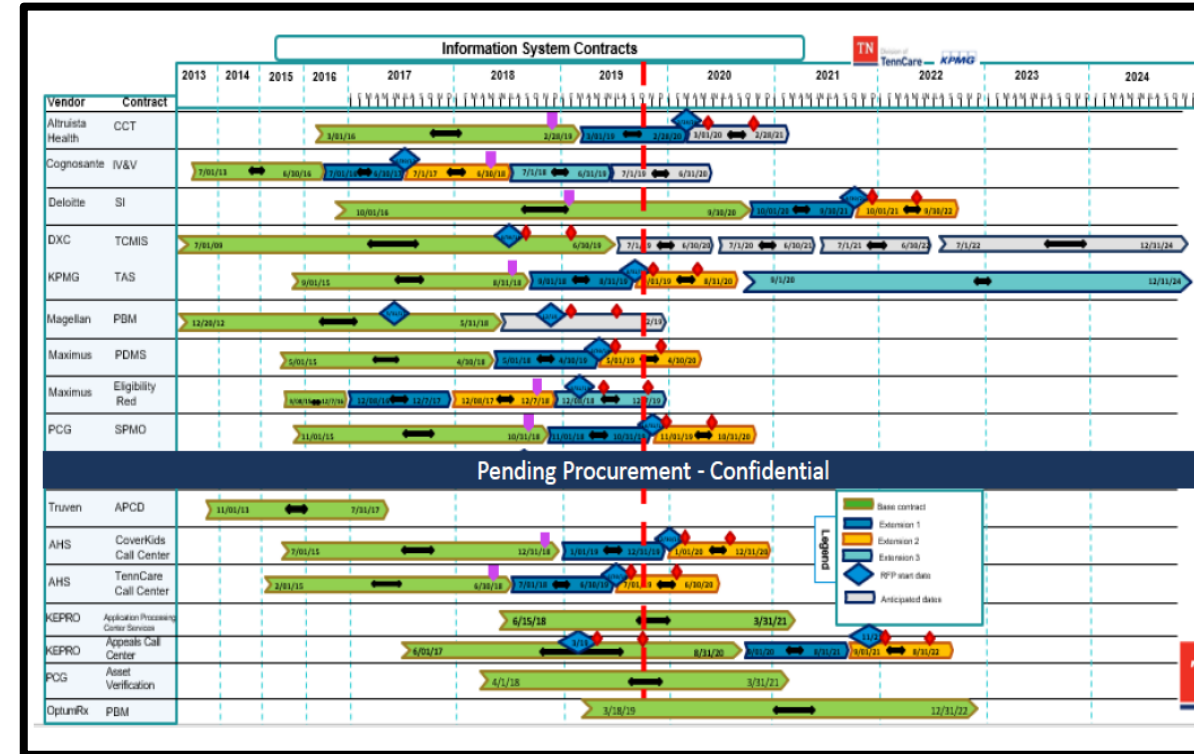 Information System Contracts
TN
Division of
TennCare
KPMG
2013 2014 2015 2016 2017 2018 2019 2020 2021 2022 2023 2024
Vendor Contract
Altruista Health CCT 3/01/16 2/28/19 3/01/19 2/28/20 3/01/20 2/28/21
Cognosante IV&V 7/01/13 6/30/16 6/30/17 7/1/17 6/30/18 7/1/18 6/31/19 7/1/19 6/31/20
Deloitte SI 10/01/16 9/30/20 10/01/20 9/30/21 10/01/21 9/30/22
DXC TCMIS 7/01/09 6/30/19 6/30/20 7/1/20 6/30/21 7/1/21 6/30/22 7/1/22 12/31/24
KPMG TAS 9/01/15 8/31/18 9/01/18 8/31/19 8/31/20 9/1/20 12/31/24
Magellan PBM 12/20/12 5/31/18
Maximus PDMS 5/01/15 4/30/18 5/01/18 4/30/19 5/01/19 4/30/20
Maximus Eligibility Red 12/7/16 12/7/17 12/08/17 12/7/18 12/08/18
PCG SPMO 11/01/15 10/31/18 11/01/18 10/31/19 11/01/19 10/31/20
Pending Procurement - Confidential
Truven APCD 11/01/13 7/31/17
AHS CoverKids Call Center 7/01/15 12/31/18 1/01/19 12/31/19 1/01/20 12/31/20
AHS TennCare Call Center 2/01/15 6/30/18 7/01/18 6/30/19 6/30/20
KEPRO Application Processing Center Services 6/15/18 3/31/21
KEPRO Appeals Call Center 6/01/17 3/19 8/31/20 9/01/20 8/31/21 9/01/21 8/31/22
PCG Asset Verification 4/1/18 3/31/21
OptumRx PBM 3/18/19 12/31/22
Legend
Base contract
Extension 1
Extension 2
Extension 3
RFP start date
Anticipated dates